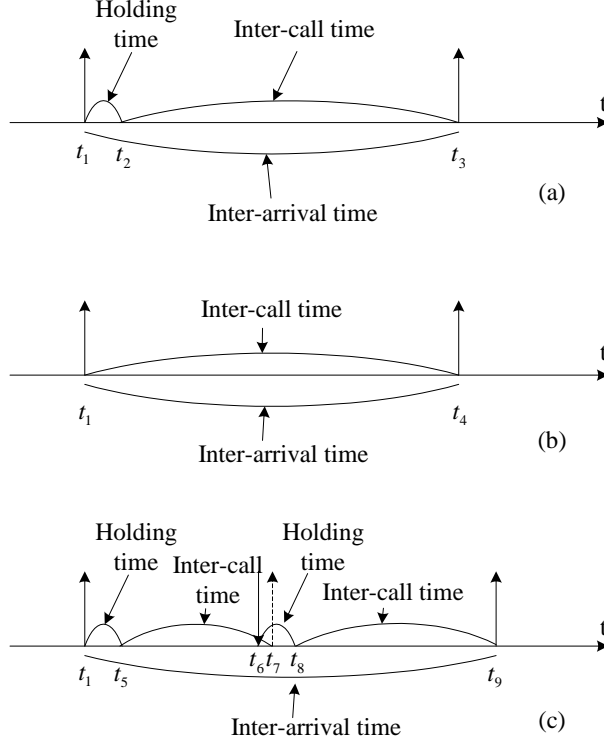 Holding
time
Inter-call time
t
t1 t2 t3
Inter-arrival time
(a)
Inter-call time
t
t1 t4
Inter-arrival time
(b)
Holding
time
Holding
time
Inter-call
time
Inter-call time
t
t1 t5 t6 t7 t8 t9
Inter-arrival time
(c)